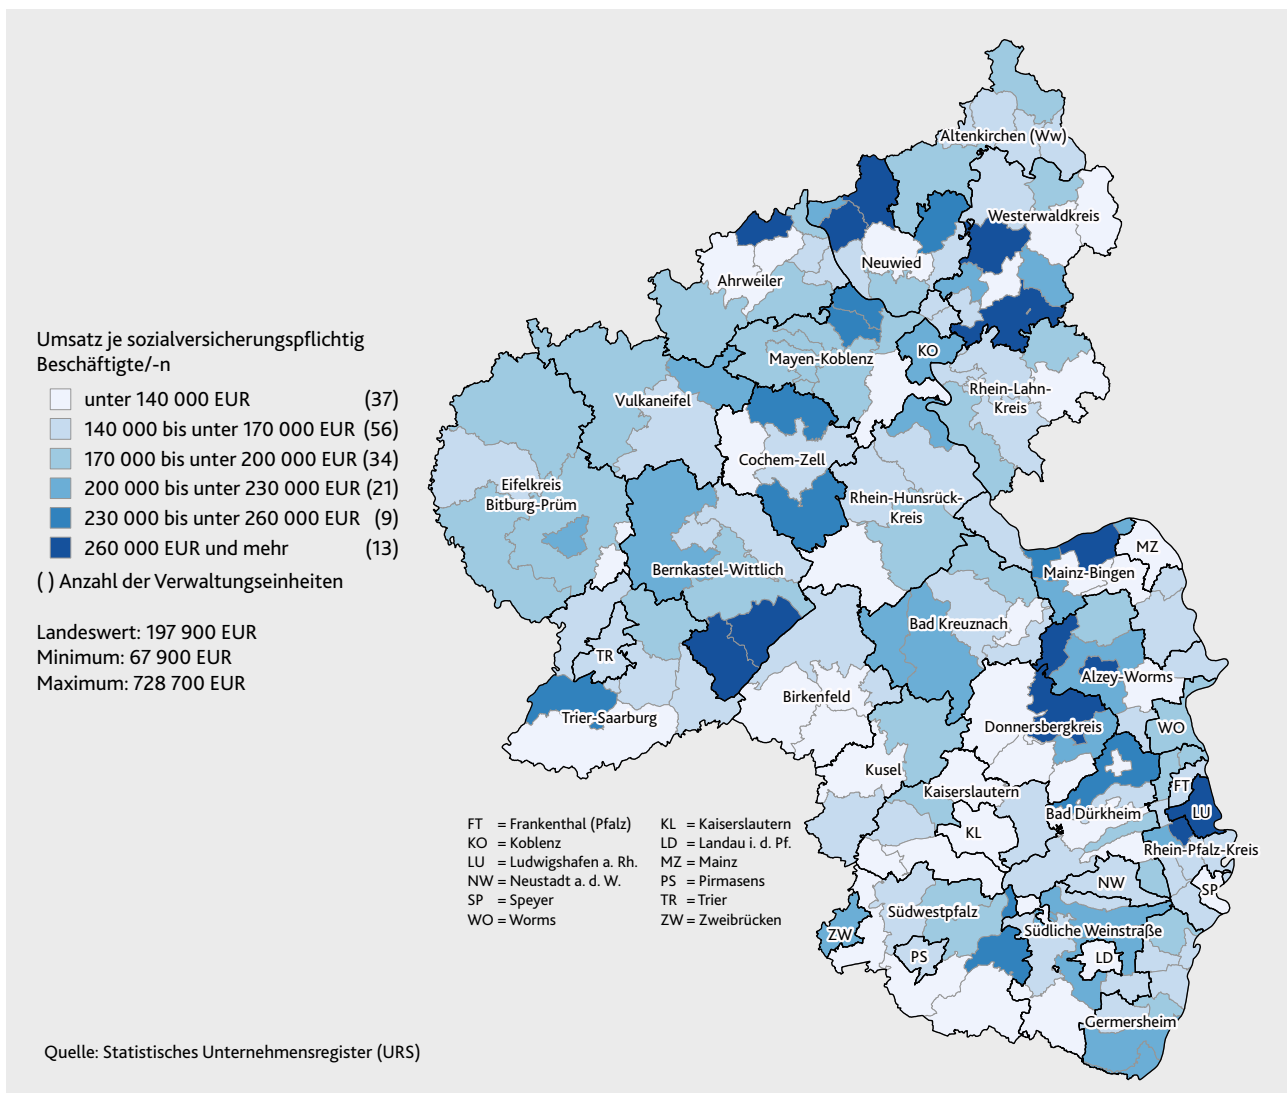 Umsatz je sozialversicherungspflichtig
Beschäftigte/-n
unter 140 000 EUR (37)
140 000 bis unter 170 000 EUR (56)
170 000 bis unter 200 000 EUR (34)
200 000 bis unter 230 000 EUR (21)
230 000 bis unter 260 000 EUR (9)
260 000 EUR und mehr (13)
( ) Anzahl der Verwaltungseinheiten
Landeswert: 197 900 EUR
Minimum: 67 900 EUR
Maximum: 728 700 EUR
Altenkirchen (Ww)
Westerwaldkreis
Neuwied
Ahrweiler
KO
Mayen-Koblenz
Rhein-Lahn-
Kreis
Vulkaneifel
Cochem-Zell
Eifelkreis
Bitburg-Prüm
Rhein-Hunsrück-
Kreis
MZ
Mainz-Bingen
Bernkastel-Wittlich
Bad Kreuznach
TR
Alzey-Worms
Birkenfeld
Trier-Saarburg
Donnersbergkreis
WO
Kusel
Kaiserslautern
FT
Bad Dürkheim
LU
KL
Rhein-Pfalz-Kreis
NW
SP
Südwestpfalz
ZW
Südliche Weinstraße
PS
LD
Germersheim
FT = Frankenthal (Pfalz)
KO = Koblenz
LU = Ludwigshafen a. Rh.
NW = Neustadt a. d. W.
SP = Speyer
WO = Worms
KL = Kaiserslautern
LD = Landau i. d. Pf.
MZ = Mainz
PS = Pirmasens
TR = Trier
ZW = Zweibrücken
Quelle: Statistisches Unternehmensregister (URS)